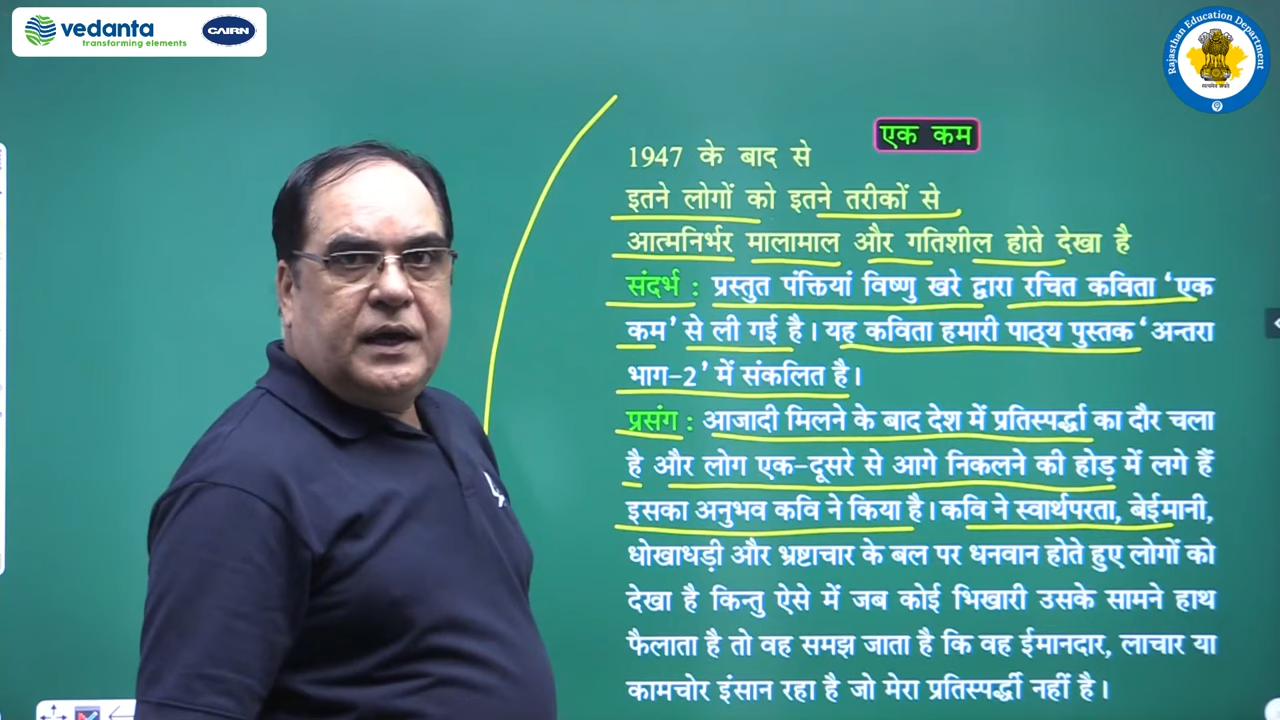 vedanta
transforming elements
CAIRN
Rajasthan Education Department
एक कम
1947 के बाद से
इतने लोगों को इतने तरीकों से
आत्मनिर्भर मालामाल और गतिशील होते देखा है
संदर्भ : प्रस्तुत पंक्तियां विष्णु खरे द्वारा रचित कविता ‘एक
कम’ से ली गई है। यह कविता हमारी पाठ्य पुस्तक ‘अन्तरा
भाग-2’ में संकलित है।
प्रसंग : आजादी मिलने के बाद देश में प्रतिस्पर्द्धा का दौर चला
है और लोग एक-दूसरे से आगे निकलने की होड़ में लगे हैं
इसका अनुभव कवि ने किया है। कवि ने स्वार्थपरता, बेईमानी,
धोखाधड़ी और भ्रष्टाचार के बल पर धनवान होते हुए लोगों को
देखा है किन्तु ऐसे में जब कोई भिखारी उसके सामने हाथ
फैलाता है तो वह समझ जाता है कि वह ईमानदार, लाचार या
कामचोर इंसान रहा है जो मेरा प्रतिस्पर्द्धी नहीं है।